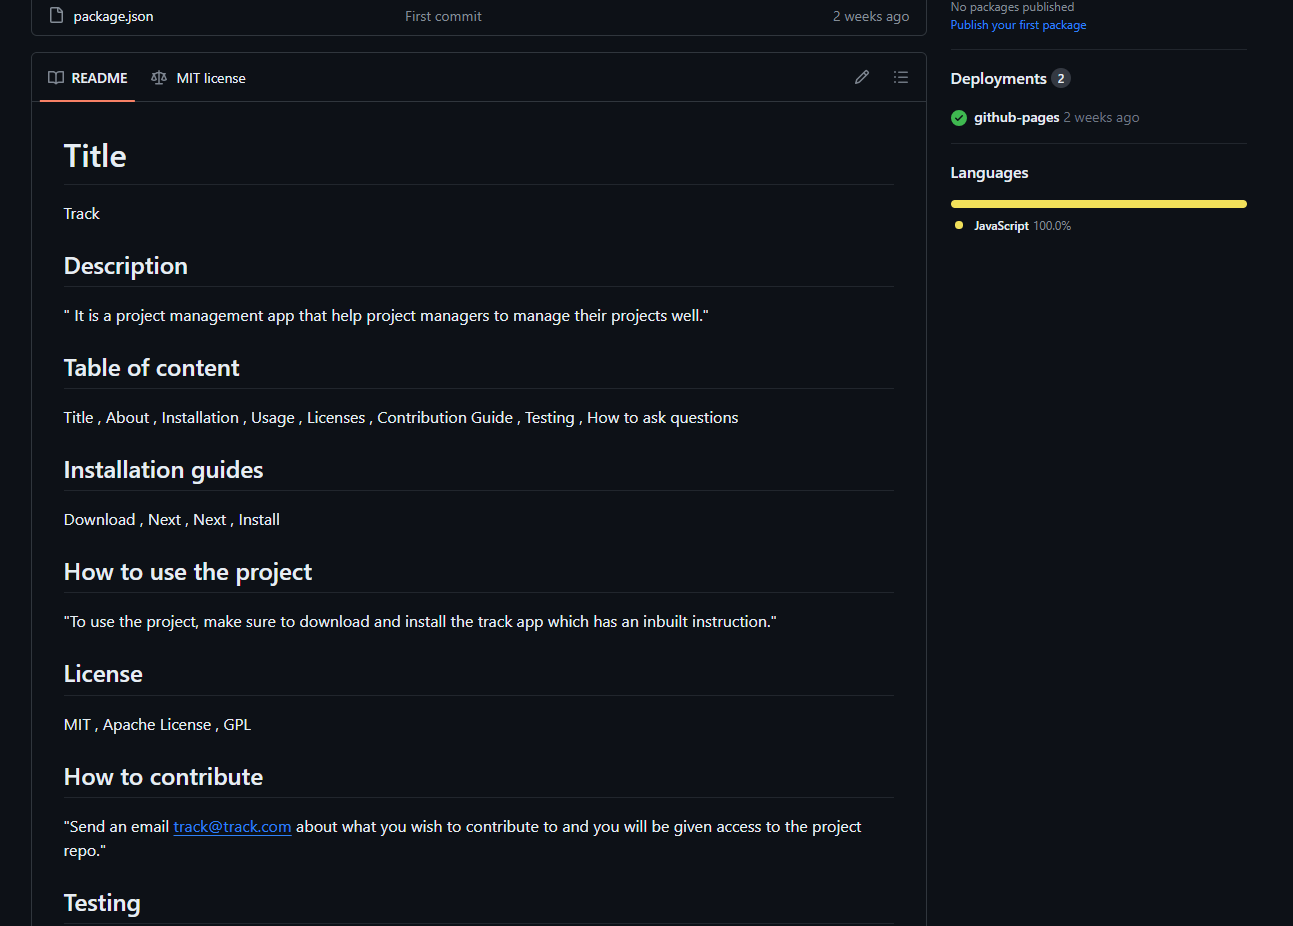 package.json First commit 2 weeks ago
README MIT license
Title
Track
Description
" It is a project management app that help project managers to manage their projects well."
Table of content
Title , About , Installation , Usage , Licenses , Contribution Guide , Testing , How to ask questions
Installation guides
Download , Next , Next , Install
How to use the project
"To use the project, make sure to download and install the track app which has an inbuilt instruction."
License
MIT , Apache License , GPL
How to contribute
"Send an email track@track.com about what you wish to contribute to and you will be given access to the project
repo."
Testing
No packages published
Publish your first package
Deployments 2
github-pages 2 weeks ago
Languages
JavaScript 100.0%